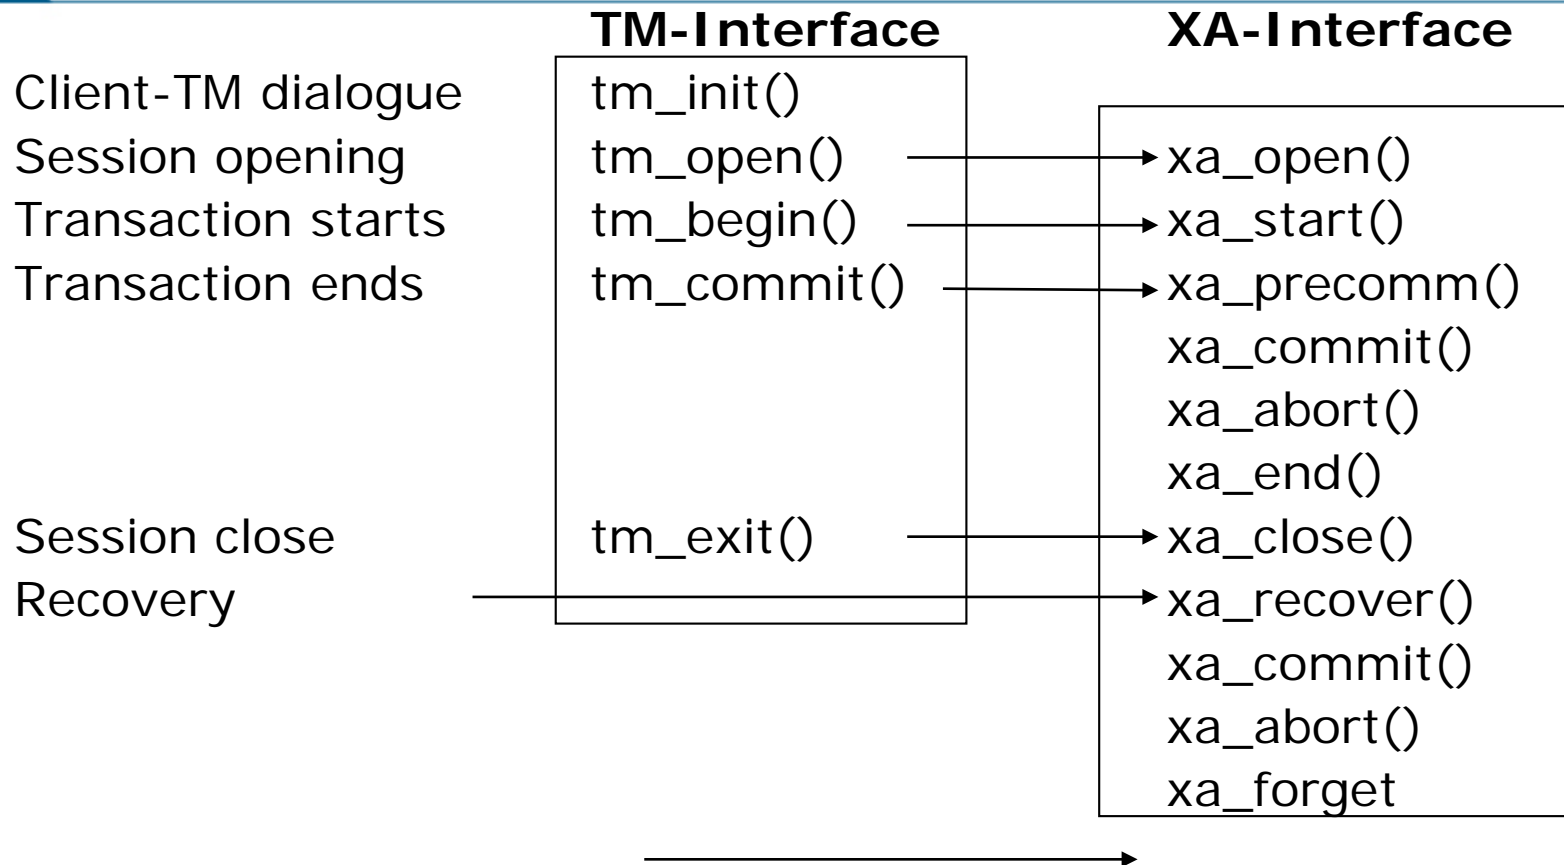 TM-Interface XA-Interface
Client-TM dialogue tm_init()
Session opening tm_open() xa_open()
Transaction starts tm_begin() xa_start()
Transaction ends tm_commit() xa_precomm()
xa_commit()
xa_abort()
xa_end()
Session close tm_exit() xa_close()
Recovery xa_recover()
xa_commit()
xa_abort()
xa_forget